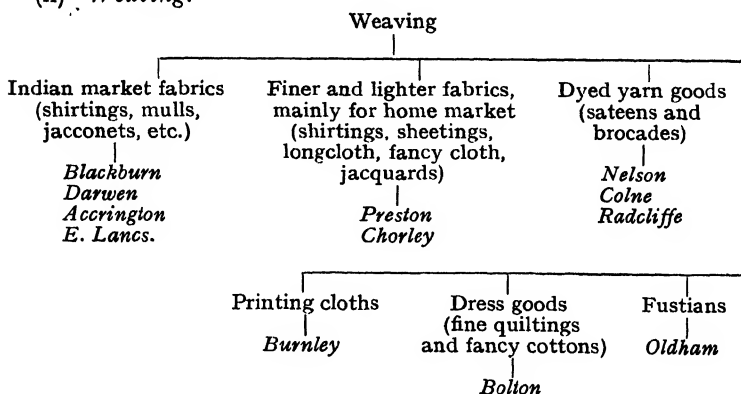 Weaving
Indian market fabrics
(shirtings, mulls,
jacconets, etc.)
Blackburn
Darwen
Accrington
E. Lancs.
Finer and lighter fabrics,
mainly for home market
(shirtings, sheetings,
longcloth, fancy cloth,
jacquards)
Preston
Chorley
Dyed yarn goods
(sateens and
brocades)
Nelson
Colne
Radcliffe
Printing cloths
Burnley
Dress goods
(fine quiltings
and fancy cottons)
Bolton
Fustians
Oldham